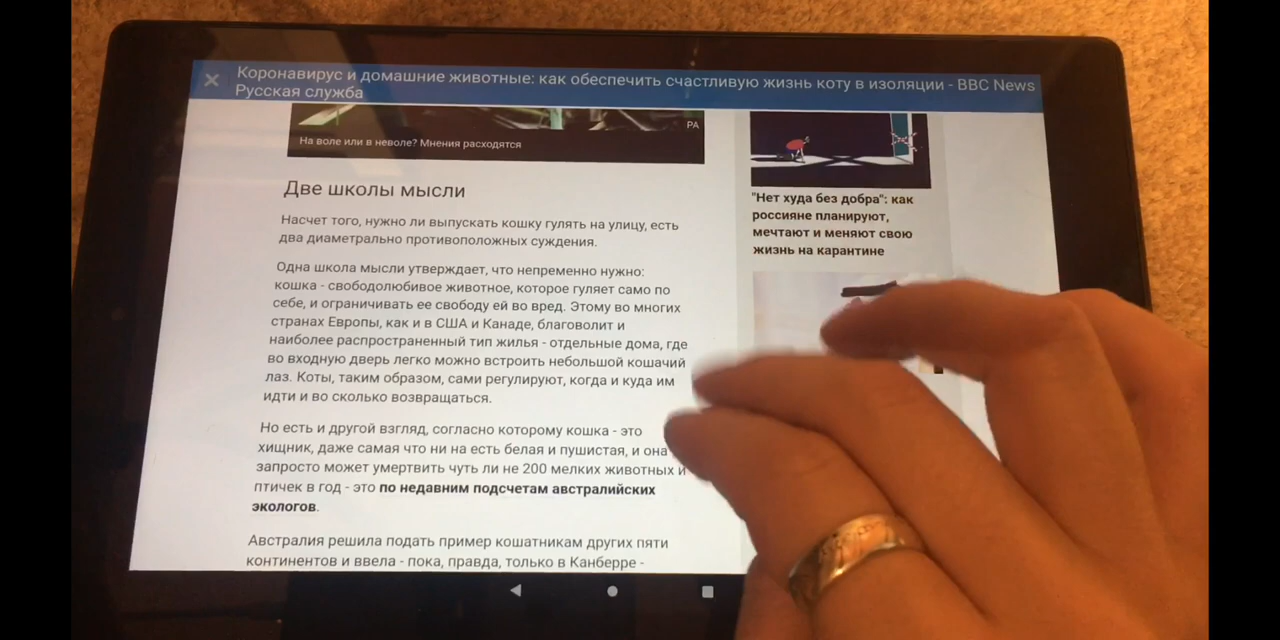 Коронавирус и домашние животные: как обеспечить счастливую жизнь коту в изоляции - BBC News
Русская служба
PA
На воле или в неволе? Мнения расходятся
Две школы мысли
Насчет того, нужно ли выпускать кошку гулять на улицу, есть
два диаметрально противоположных суждения.
Одна школа мысли утверждает, что непременно нужно:
кошка - свободолюбивое животное, которое гуляет само по
себе, и ограничивать ее свободу ей во вред. Этому во многих
странах Европы, как и в США и Канаде, благоволит и
наиболее распространенный тип жилья - отдельные дома, где
во входную дверь легко можно встроить небольшой кошачий
лаз. Коты, таким образом, сами регулируют, когда и куда им
идти и во сколько возвращаться.
Но есть и другой взгляд, согласно которому кошка - это
хищник, даже самая что ни на есть белая и пушистая, и она
запросто может умертвить чуть ли не 200 мелких животных и
птичек в год - это по недавним подсчетам австралийских
экологов.
Австралия решила подать пример кошатникам других пяти
континентов и ввела - пока, правда, только в Канберре -
"Нет худа без добра": как
россияне планируют,
мечтают и меняют свою
жизнь на карантине